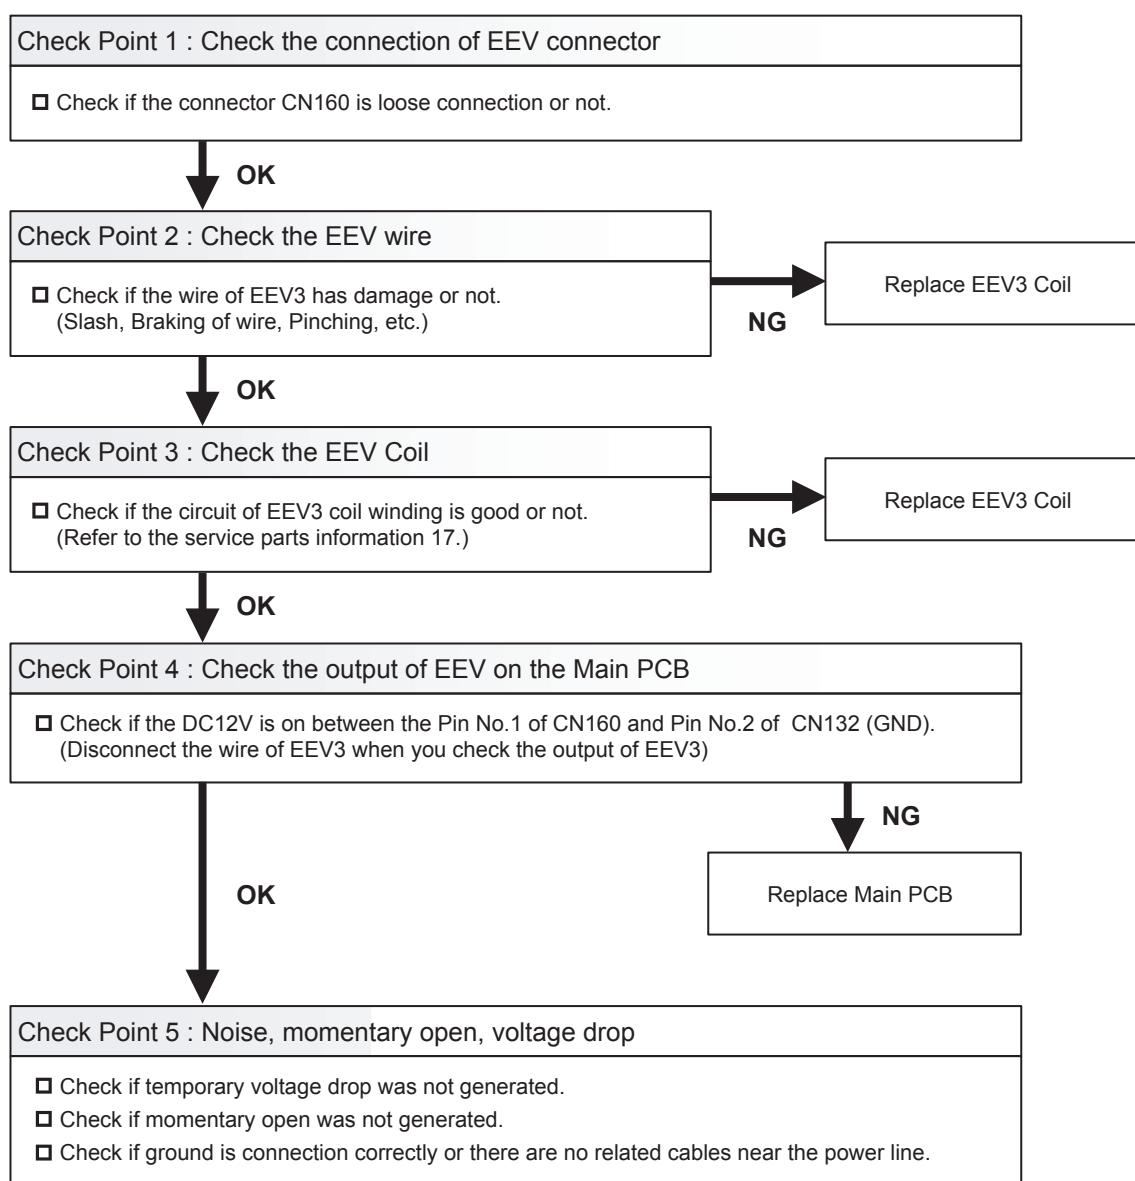 Check Point 1 : Check the connection of EEV connector
Check if the connector CN160 is loose connection or not.
OK
Check Point 2 : Check the EEV wire
Check if the wire of EEV3 has damage or not.
(Slash, Braking of wire, Pinching, etc.)
NG
Replace EEV3 Coil
OK
Check Point 3 : Check the EEV Coil
Check if the circuit of EEV3 coil winding is good or not.
(Refer to the service parts information 17.)
NG
Replace EEV3 Coil
OK
Check Point 4 : Check the output of EEV on the Main PCB
Check if the DC12V is on between the Pin No.1 of CN160 and Pin No.2 of CN132 (GND).
(Disconnect the wire of EEV3 when you check the output of EEV3)
NG
Replace Main PCB
OK
Check Point 5 : Noise, momentary open, voltage drop
Check if temporary voltage drop was not generated.
Check if momentary open was not generated.
Check if ground is connection correctly or there are no related cables near the power line.